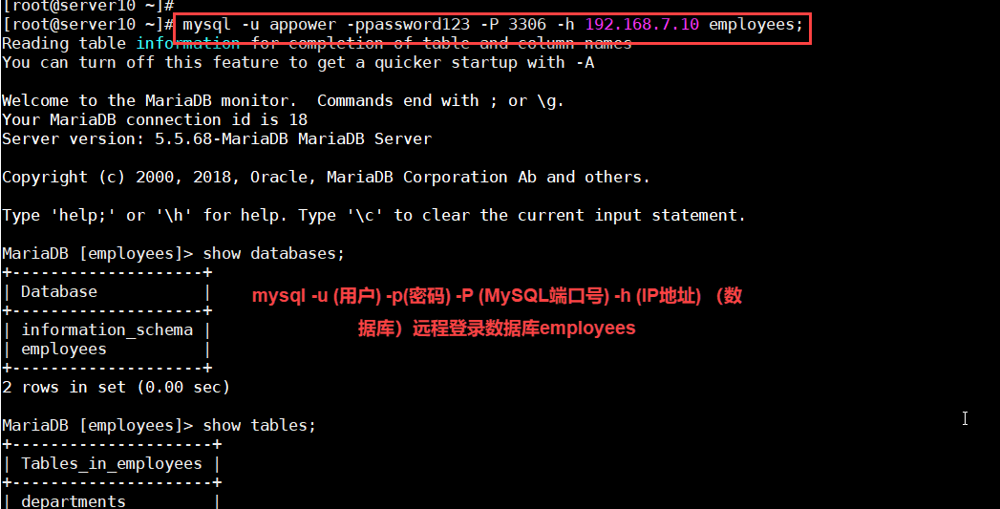 [root@server10 ~]#
[root@server10 ~]# mysql -u appower -ppassword123 -P 3306 -h 192.168.7.10 employees;
Reading table information for completion of table and column names
You can turn off this feature to get a quicker startup with -A
Welcome to the MariaDB monitor.  Commands end with ; or \g.
Your MariaDB connection id is 18
Server version: 5.5.68-MariaDB MariaDB Server
Copyright (c) 2000, 2018, Oracle, MariaDB Corporation Ab and others.
Type 'help;' or '\h' for help. Type '\c' to clear the current input statement.
MariaDB [employees]> show databases;
+--------------------+
| Database           |
+--------------------+
| information_schema |
| employees          |
+--------------------+
2 rows in set (0.00 sec)
mysql -u (用户) -p(密码) -P (MySQL端口号) -h (IP地址) （数
据库）远程登录数据库employees
MariaDB [employees]> show tables;
+---------------------+
| Tables_in_employees |
+---------------------+
| departments         |